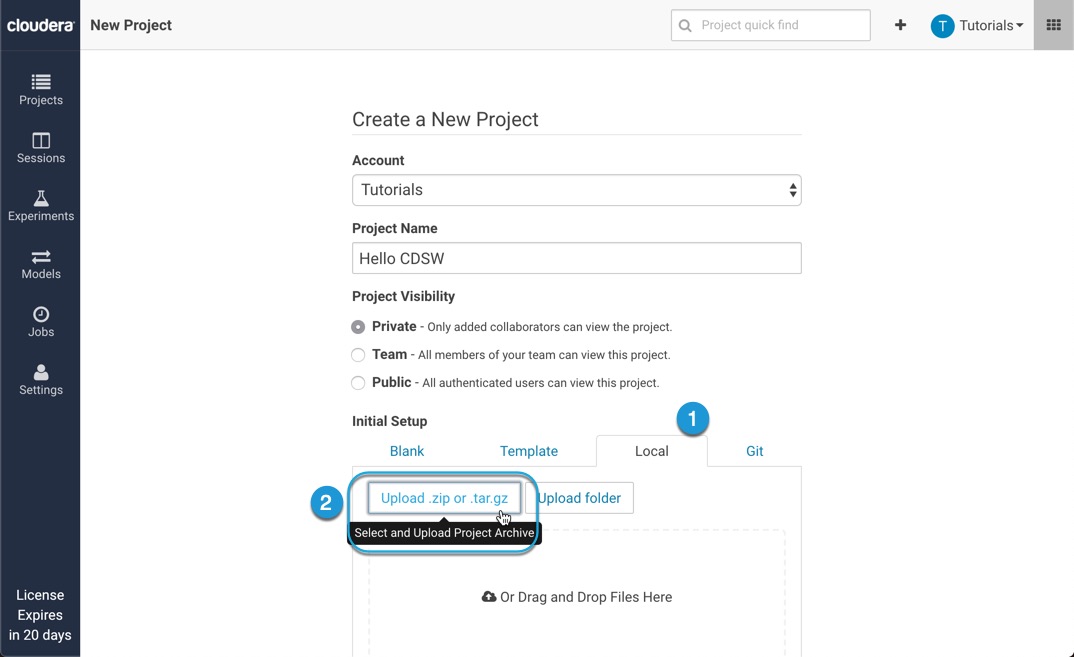 cloudera
New Project
Project quick find
T Tutorials
Projects
Sessions
Experiments
Models
Jobs
Settings
License
Expires
in 20 days
Create a New Project
Account
Tutorials
Project Name
Hello CDSW
Project Visibility
Private - Only added collaborators can view the project.
Team - All members of your team can view this project.
Public - All authenticated users can view this project.
Initial Setup
1
Blank Template Local Git
2
Upload .zip or .tar.gz Upload folder
Select and Upload Project Archive
Or Drag and Drop Files Here